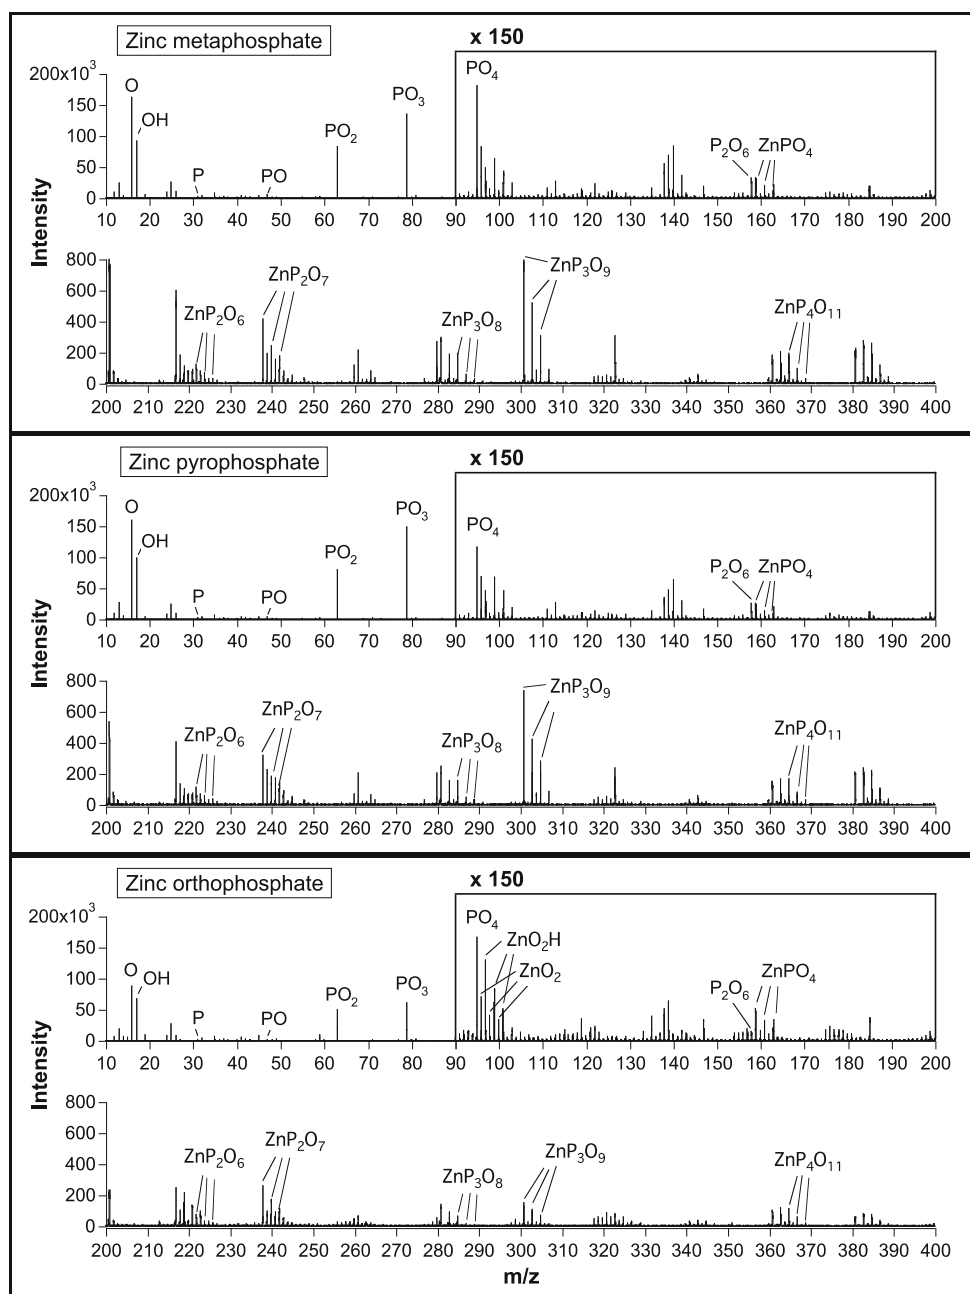 Zinc metaphosphate
x 150
200x10³
150
100
50
0
O
OH
P
PO
PO₂
PO₃
PO₄
P₂O₆
ZnPO₄
10 20 30 40 50 60 70 80 90 100 110 120 130 140 150 160 170 180 190 200
Intensity
800
600
400
200
0
ZnP₂O₆
ZnP₂O₇
ZnP₃O₈
ZnP₃O₉
ZnP₄O₁₁
200 210 220 230 240 250 260 270 280 290 300 310 320 330 340 350 360 370 380 390 400
Zinc pyrophosphate
x 150
200x10³
150
100
50
0
O
OH
P
PO
PO₂
PO₃
PO₄
P₂O₆
ZnPO₄
10 20 30 40 50 60 70 80 90 100 110 120 130 140 150 160 170 180 190 200
Intensity
800
600
400
200
0
ZnP₂O₆
ZnP₂O₇
ZnP₃O₈
ZnP₃O₉
ZnP₄O₁₁
200 210 220 230 240 250 260 270 280 290 300 310 320 330 340 350 360 370 380 390 400
Zinc orthophosphate
x 150
200x10³
150
100
50
0
O
OH
P
PO
PO₂
PO₃
PO₄
ZnO₂H
ZnO₂
P₂O₆
ZnPO₄
10 20 30 40 50 60 70 80 90 100 110 120 130 140 150 160 170 180 190 200
Intensity
800
600
400
200
0
ZnP₂O₆
ZnP₂O₇
ZnP₃O₈
ZnP₃O₉
ZnP₄O₁₁
200 210 220 230 240 250 260 270 280 290 300 310 320 330 340 350 360 370 380 390 400
m/z